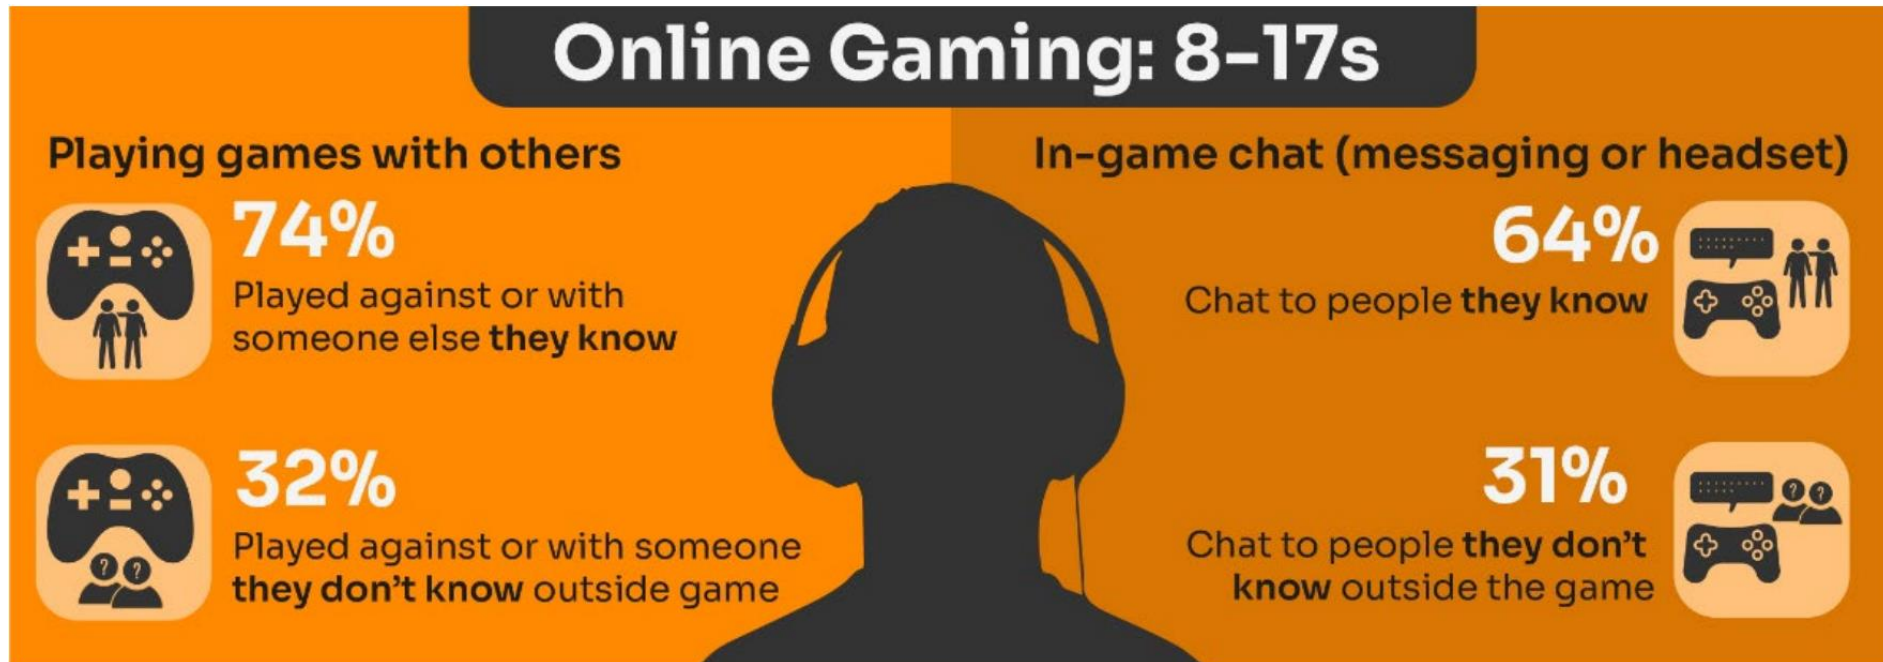 Online Gaming: 8-17s
Playing games with others
74%
Played against or with
someone else they know
32%
Played against or with someone
they don't know outside game
In-game chat (messaging or headset)
64%
Chat to people they know
31%
Chat to people they don't
know outside the game